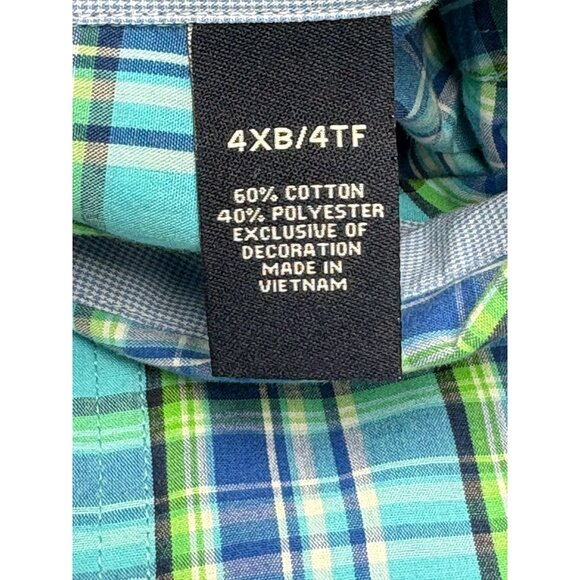 4XB/4TF
60% COTTON
40% POLYESTER
EXCLUSIVE OF
DECORATION
MADE IN
VIETNAM